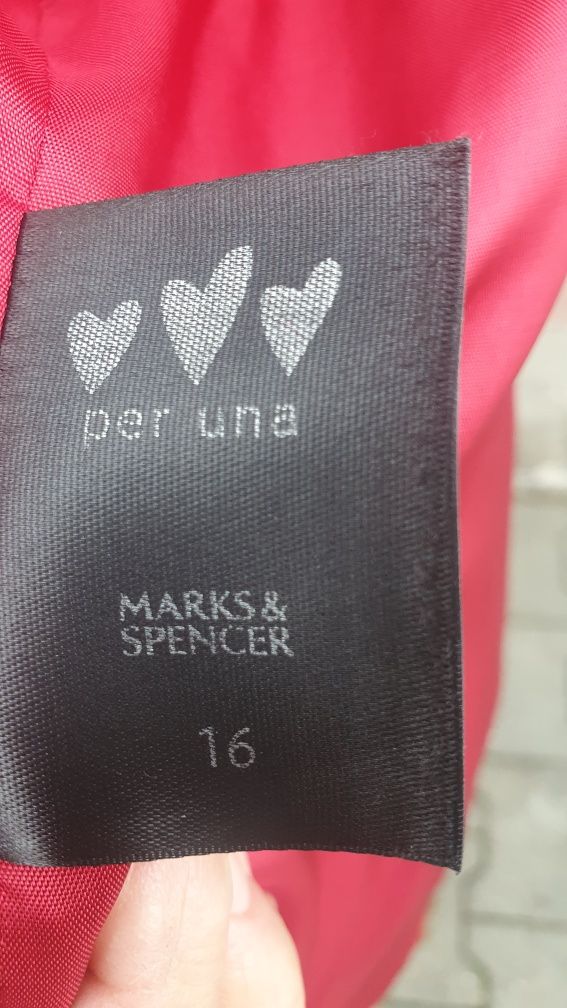 per una
MARKS &
SPENCER
16